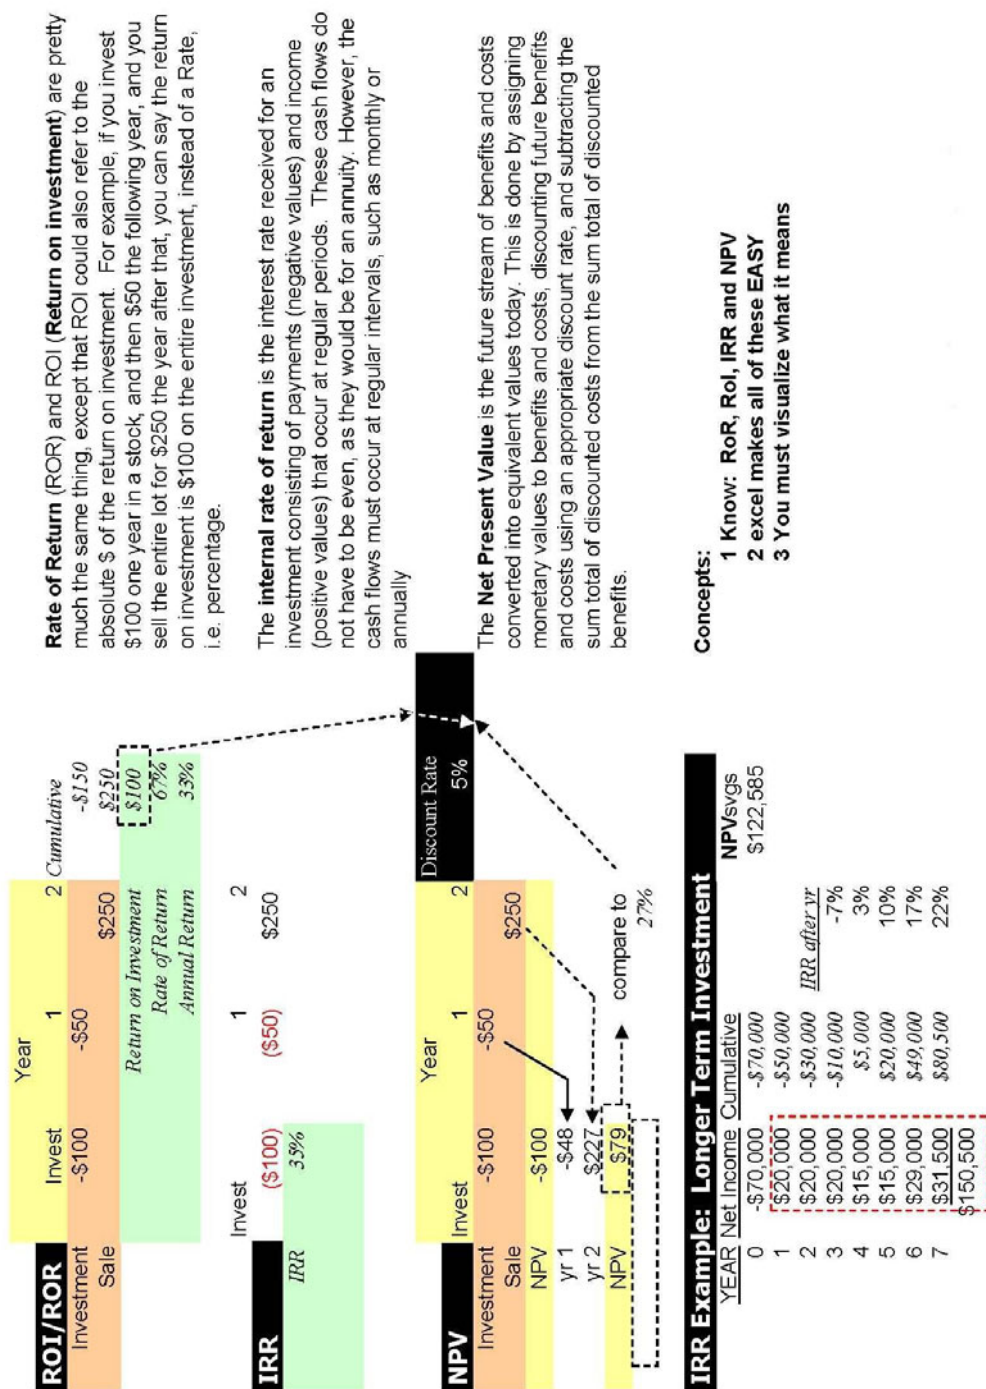 ROI/ROR
Year
Invest 1 2 Cumulative
Investment -$100 -$50 -$150
Sale $250 $250
Return on Investment $100
Rate of Return 67%
Annual Return 33%
Rate of Return (ROR) and ROI (Return on investment) are pretty
much the same thing, except that ROI could also refer to the
absolute $ of the return on investment. For example, if you invest
$100 one year in a stock, and then $50 the following year, and you
sell the entire lot for $250 the year after that, you can say the return
on investment is $100 on the entire investment, instead of a Rate,
i.e. percentage.
IRR
Invest 1 2
($100) ($50) $250
IRR 35%
The internal rate of return is the interest rate received for an
investment consisting of payments (negative values) and income
(positive values) that occur at regular periods. These cash flows do
not have to be even, as they would be for an annuity. However, the
cash flows must occur at regular intervals, such as monthly or
annually
NPV
Year
Invest 1 2
Discount Rate
5%
Investment -$100 -$50
Sale $250
NPV -$100
yr 1 -$48
yr 2 $227
NPV $79 compare to
27%
The Net Present Value is the future stream of benefits and costs
converted into equivalent values today. This is done by assigning
monetary values to benefits and costs, discounting future benefits
and costs using an appropriate discount rate, and subtracting the
sum total of discounted costs from the sum total of discounted
benefits.
IRR Example: Longer Term Investment
YEAR Net Income Cumulative IRR after yr NPVsvgs
0 -$70,000 -$70,000 $122,585
1 $20,000 -$50,000
2 $20,000 -$30,000
3 $20,000 -$10,000 -7%
4 $15,000 $5,000 3%
5 $15,000 $20,000 10%
6 $29,000 $49,000 17%
7 $31,500 $80,500 22%
$150,500
Concepts:
1 Know: RoR, RoI, IRR and NPV
2 excel makes all of these EASY
3 You must visualize what it means